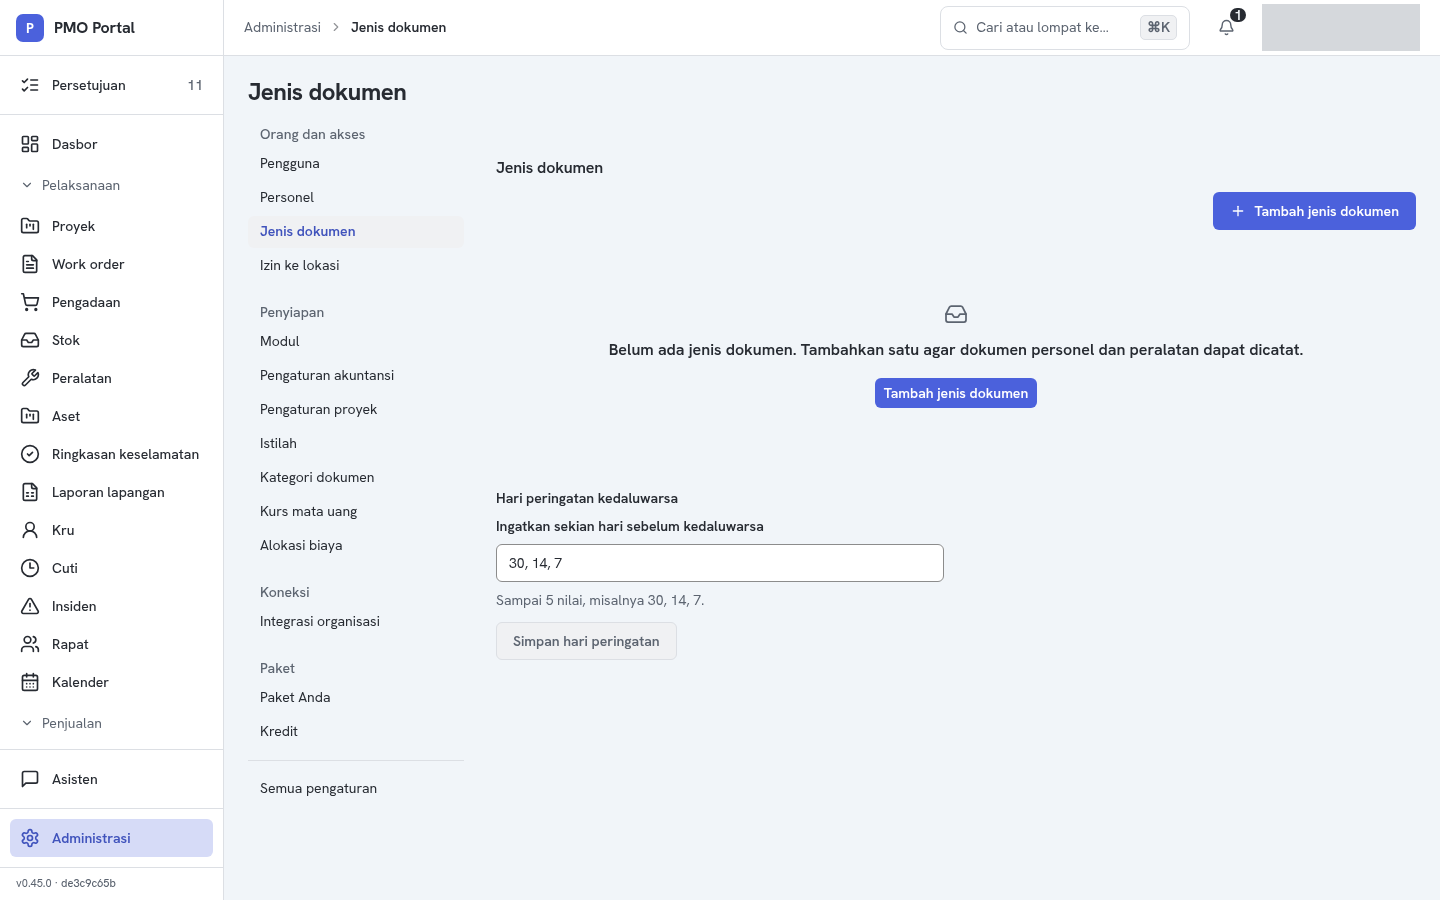 P PMO Portal
Administrasi > Jenis dokumen
Cari atau lompat ke... ⌘K
1
Persetujuan 11
Dasbor
Pelaksanaan
Proyek
Work order
Pengadaan
Stok
Peralatan
Aset
Ringkasan keselamatan
Laporan lapangan
Kru
Cuti
Insiden
Rapat
Kalender
Penjualan
Asisten
Administrasi
v0.45.0 · de3c9c65b
Jenis dokumen
Orang dan akses
Pengguna
Personel
Jenis dokumen
Izin ke lokasi
Penyiapan
Modul
Pengaturan akuntansi
Pengaturan proyek
Istilah
Kategori dokumen
Kurs mata uang
Alokasi biaya
Koneksi
Integrasi organisasi
Paket
Paket Anda
Kredit
Semua pengaturan
Jenis dokumen
+ Tambah jenis dokumen
Belum ada jenis dokumen. Tambahkan satu agar dokumen personel dan peralatan dapat dicatat.
Tambah jenis dokumen
Hari peringatan kedaluwarsa
Ingatkan sekian hari sebelum kedaluwarsa
30, 14, 7
Sampai 5 nilai, misalnya 30, 14, 7.
Simpan hari peringatan